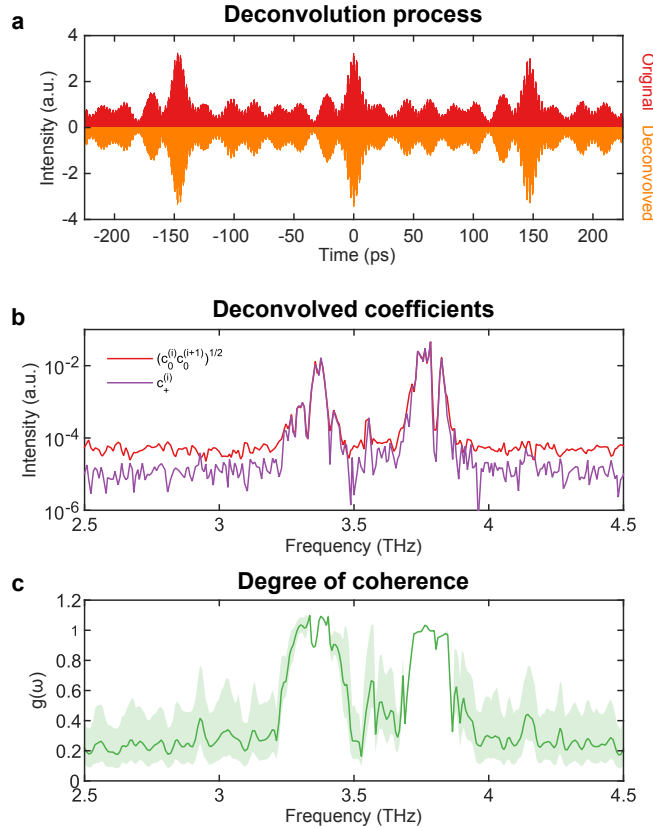 a
Deconvolution process
4
2
0
-2
-4
Intensity (a.u.)
-200 -150 -100 -50 0 50 100 150 200
Time (ps)
Original
Deconvolved
b
Deconvolved coefficients
10^-2
10^-4
10^-6
Intensity (a.u.)
(c_0^(i) c_0^(i+1))^1/2
c_+^(i)
2.5 3 3.5 4 4.5
Frequency (THz)
c
Degree of coherence
1.2
1
0.8
0.6
0.4
0.2
0
g(ω)
2.5 3 3.5 4 4.5
Frequency (THz)